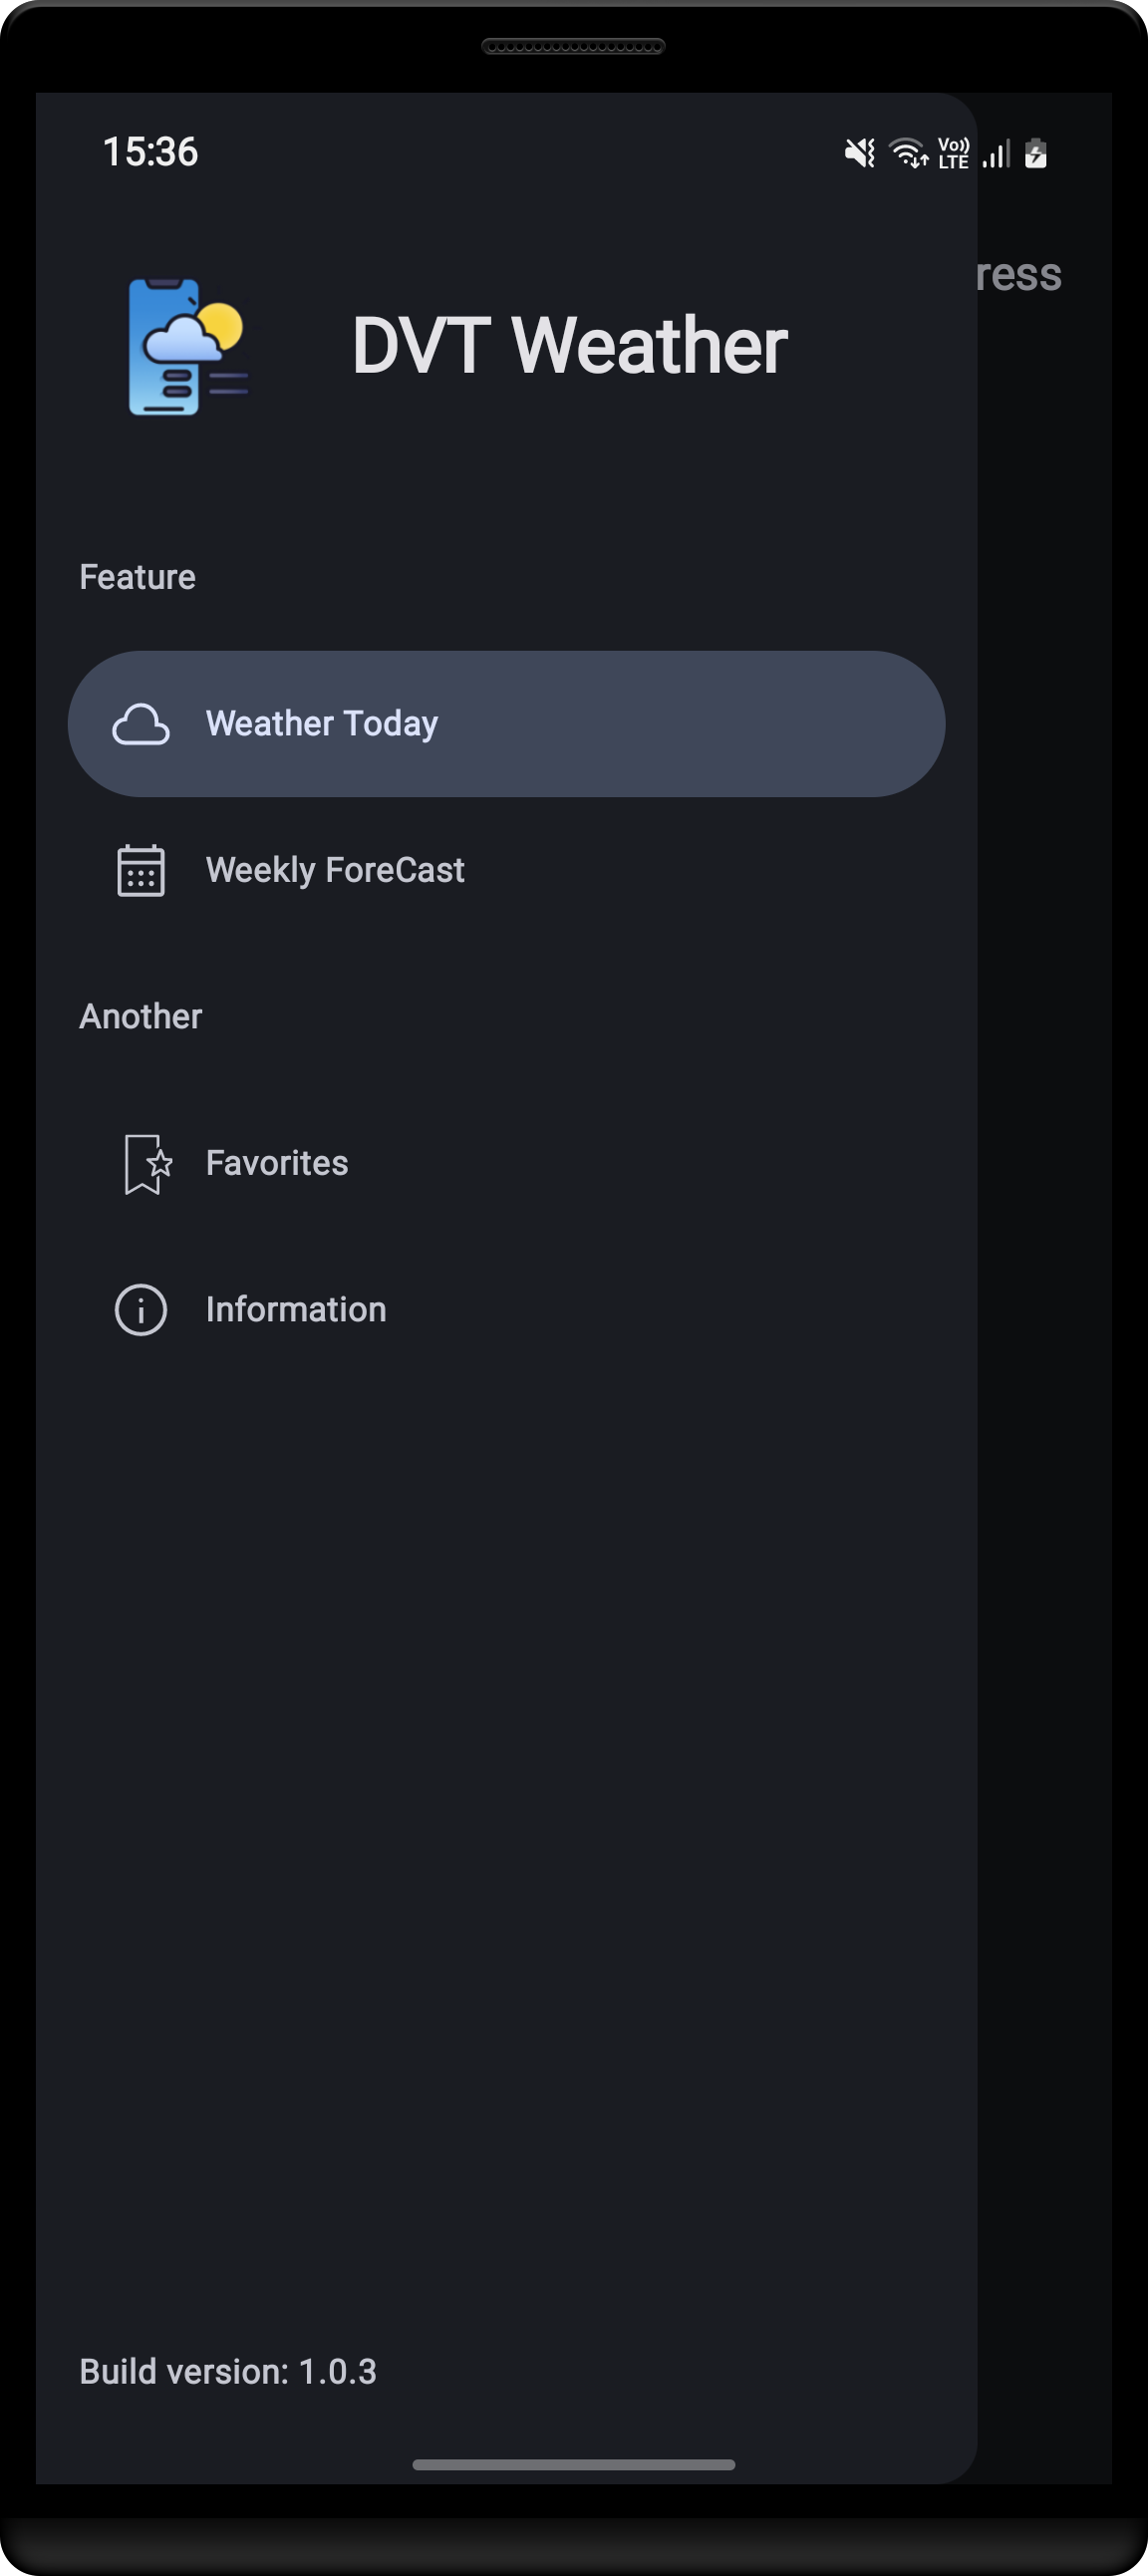 15:36
Vo)) LTE
ress
DVT Weather
Feature
Weather Today
Weekly ForeCast
Another
Favorites
Information
Build version: 1.0.3